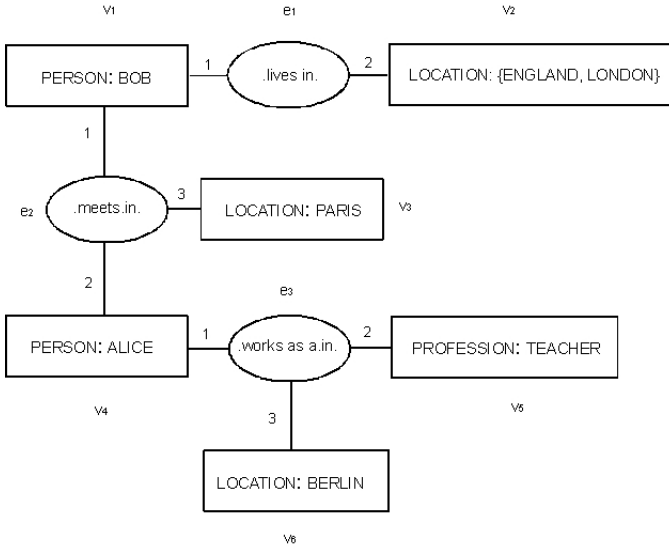 v1
e1
v2
PERSON: BOB
1
.lives in.
2
LOCATION: {ENGLAND, LONDON}
1
e2
.meets.in.
3
LOCATION: PARIS
v3
2
e3
PERSON: ALICE
1
.works as a.in.
2
PROFESSION: TEACHER
v4
3
v5
LOCATION: BERLIN
v6